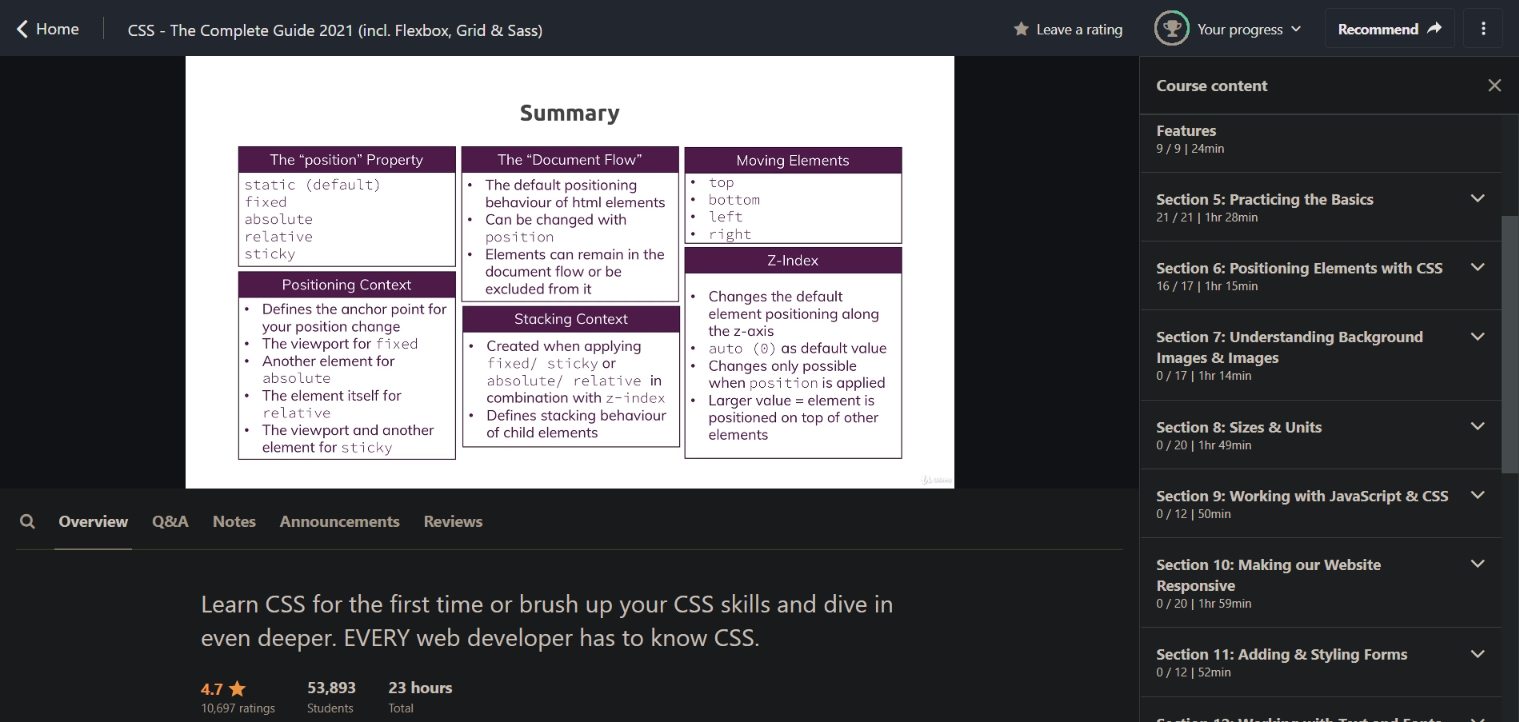 Home
CSS - The Complete Guide 2021 (incl. Flexbox, Grid & Sass)
Leave a rating
Your progress
Recommend
Summary
The “position” Property
static (default)
fixed
absolute
relative
sticky
Positioning Context
• Defines the anchor point for
your position change
• The viewport for fixed
• Another element for
absolute
• The element itself for
relative
• The viewport and another
element for sticky
The “Document Flow”
• The default positioning
behaviour of html elements
• Can be changed with
position
• Elements can remain in the
document flow or be
excluded from it
Stacking Context
• Created when applying
fixed/ sticky or
absolute/ relative in
combination with z-index
• Defines stacking behaviour
of child elements
Moving Elements
• top
• bottom
• left
• right
Z-Index
• Changes the default
element positioning along
the z-axis
• auto (0) as default value
• Changes only possible
when position is applied
• Larger value = element is
positioned on top of other
elements
Overview
Q&A
Notes
Announcements
Reviews
Learn CSS for the first time or brush up your CSS skills and dive in
even deeper. EVERY web developer has to know CSS.
4.7
53,893
23 hours
10,697 ratings
Students
Total
Course content
Features
9 / 9 | 24min
Section 5: Practicing the Basics
21 / 21 | 1hr 28min
Section 6: Positioning Elements with CSS
16 / 17 | 1hr 15min
Section 7: Understanding Background
Images & Images
0 / 17 | 1hr 14min
Section 8: Sizes & Units
0 / 20 | 1hr 49min
Section 9: Working with JavaScript & CSS
0 / 12 | 50min
Section 10: Making our Website
Responsive
0 / 20 | 1hr 59min
Section 11: Adding & Styling Forms
0 / 12 | 52min